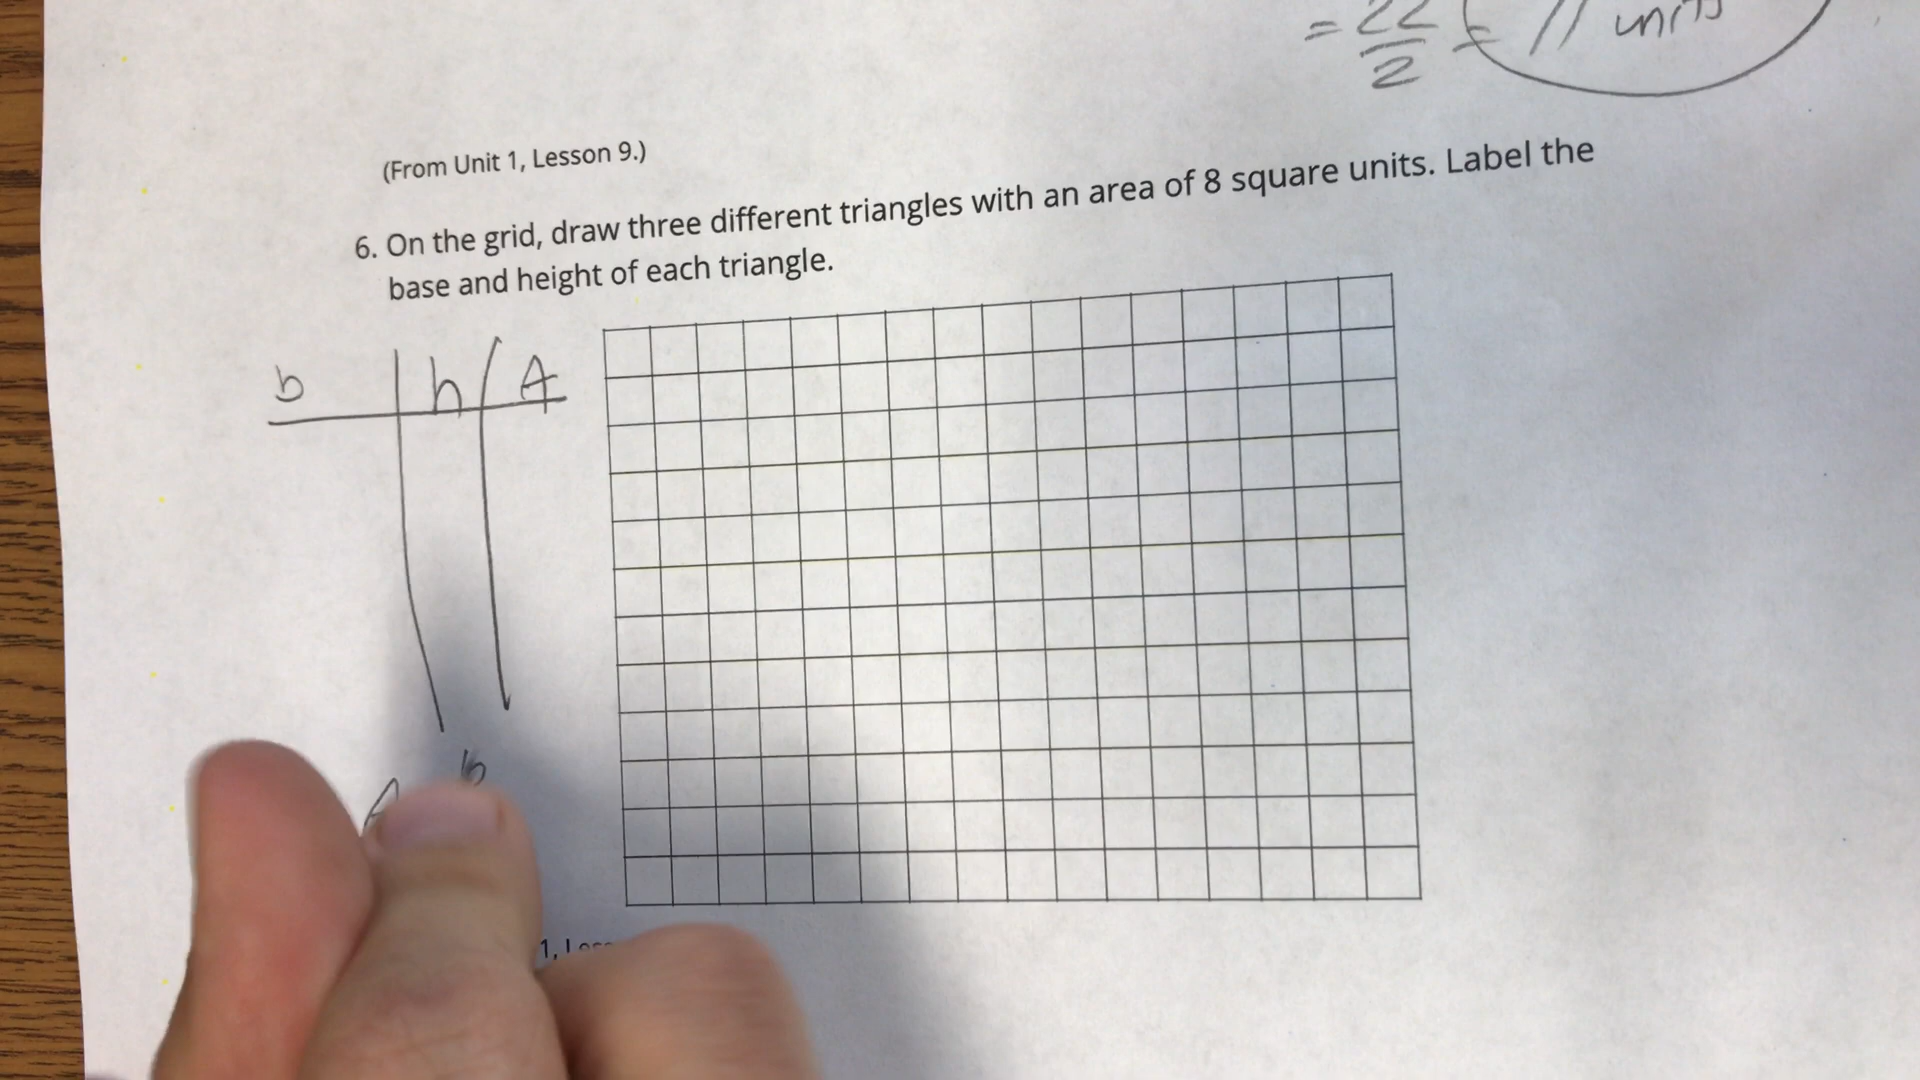 = 22/2 = 11 units
(From Unit 1, Lesson 9.)
6. On the grid, draw three different triangles with an area of 8 square units. Label the
base and height of each triangle.
b h A
A b
1,